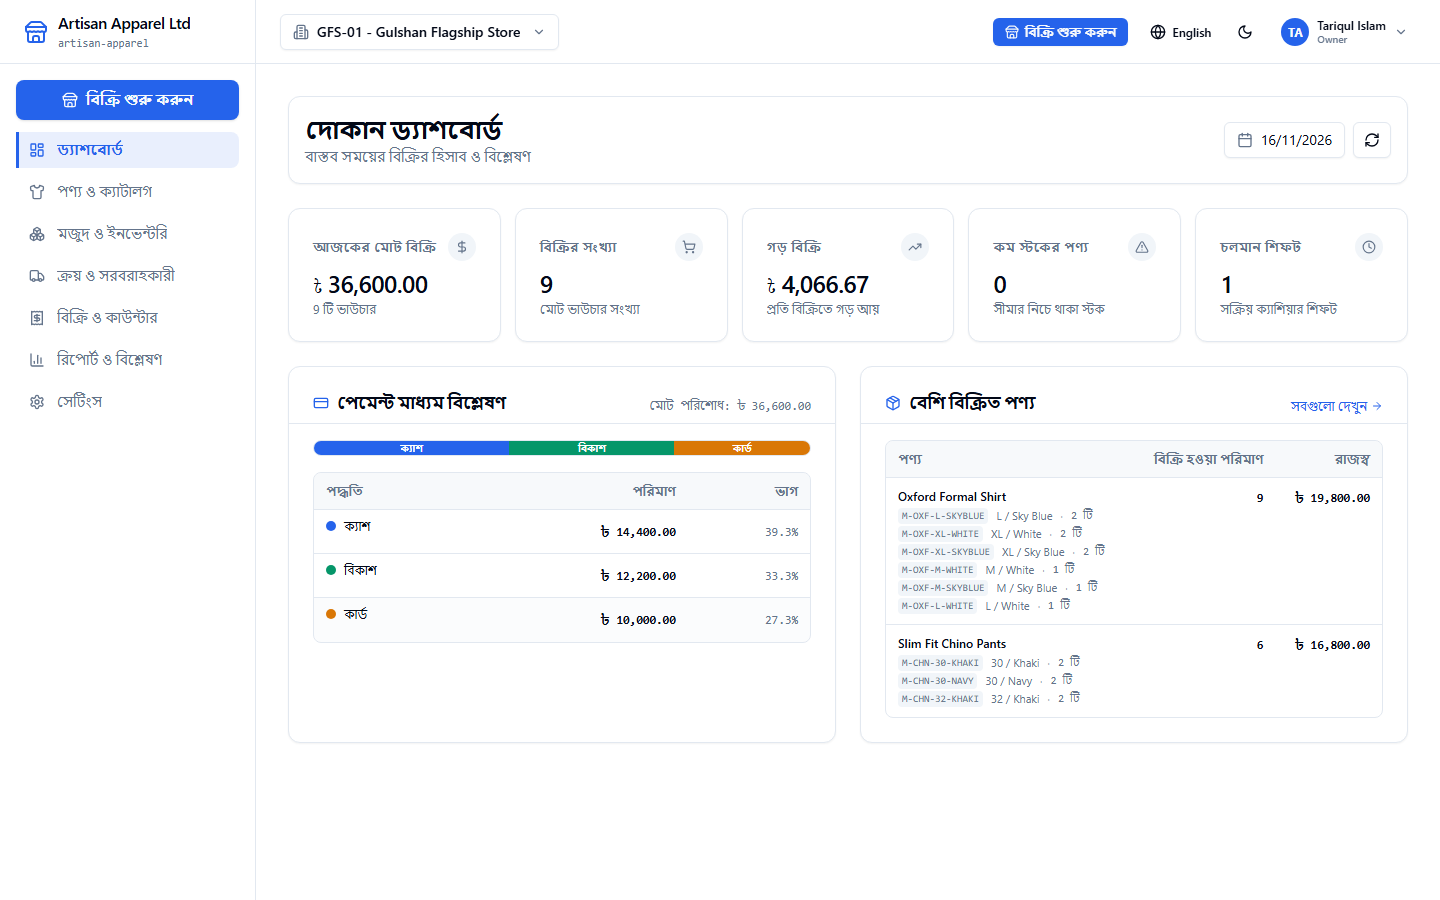 Artisan Apparel Ltd
artisan-apparel
GFS-01 - Gulshan Flagship Store
বিক্রি শুরু করুন
English
TA
Tariqul Islam
Owner
বিক্রি শুরু করুন
ড্যাশবোর্ড
পণ্য ও ক্যাটালগ
মজুদ ও ইনভেন্টরি
ক্রয় ও সরবরাহকারী
বিক্রি ও কাউন্টার
রিপোর্ট ও বিশ্লেষণ
সেটিংস
দোকান ড্যাশবোর্ড
বাস্তব সময়ের বিক্রির হিসাব ও বিশ্লেষণ
16/11/2026
আজকের মোট বিক্রি
৳ 36,600.00
9 টি ভাউচার
বিক্রির সংখ্যা
9
মোট ভাউচার সংখ্যা
গড় বিক্রি
৳ 4,066.67
প্রতি বিক্রিতে গড় আয়
কম স্টকের পণ্য
0
সীমার নিচে থাকা স্টক
চলমান শিফট
1
সক্রিয় ক্যাশিয়ার শিফট
পেমেন্ট মাধ্যম বিশ্লেষণ
মোট পরিশোধ: ৳ 36,600.00
ক্যাশ বিকাশ কার্ড
পদ্ধতি পরিমাণ ভাগ
ক্যাশ ৳ 14,400.00 39.3%
বিকাশ ৳ 12,200.00 33.3%
কার্ড ৳ 10,000.00 27.3%
বেশি বিক্রিত পণ্য
সবগুলো দেখুন →
পণ্য বিক্রি হওয়া পরিমাণ রাজস্ব
Oxford Formal Shirt 9 ৳ 19,800.00
M-OXF-L-SKYBLUE L / Sky Blue · 2 টি
M-OXF-XL-WHITE XL / White · 2 টি
M-OXF-XL-SKYBLUE XL / Sky Blue · 2 টি
M-OXF-M-WHITE M / White · 1 টি
M-OXF-M-SKYBLUE M / Sky Blue · 1 টি
M-OXF-L-WHITE L / White · 1 টি
Slim Fit Chino Pants 6 ৳ 16,800.00
M-CHN-30-KHAKI 30 / Khaki · 2 টি
M-CHN-30-NAVY 30 / Navy · 2 টি
M-CHN-32-KHAKI 32 / Khaki · 2 টি